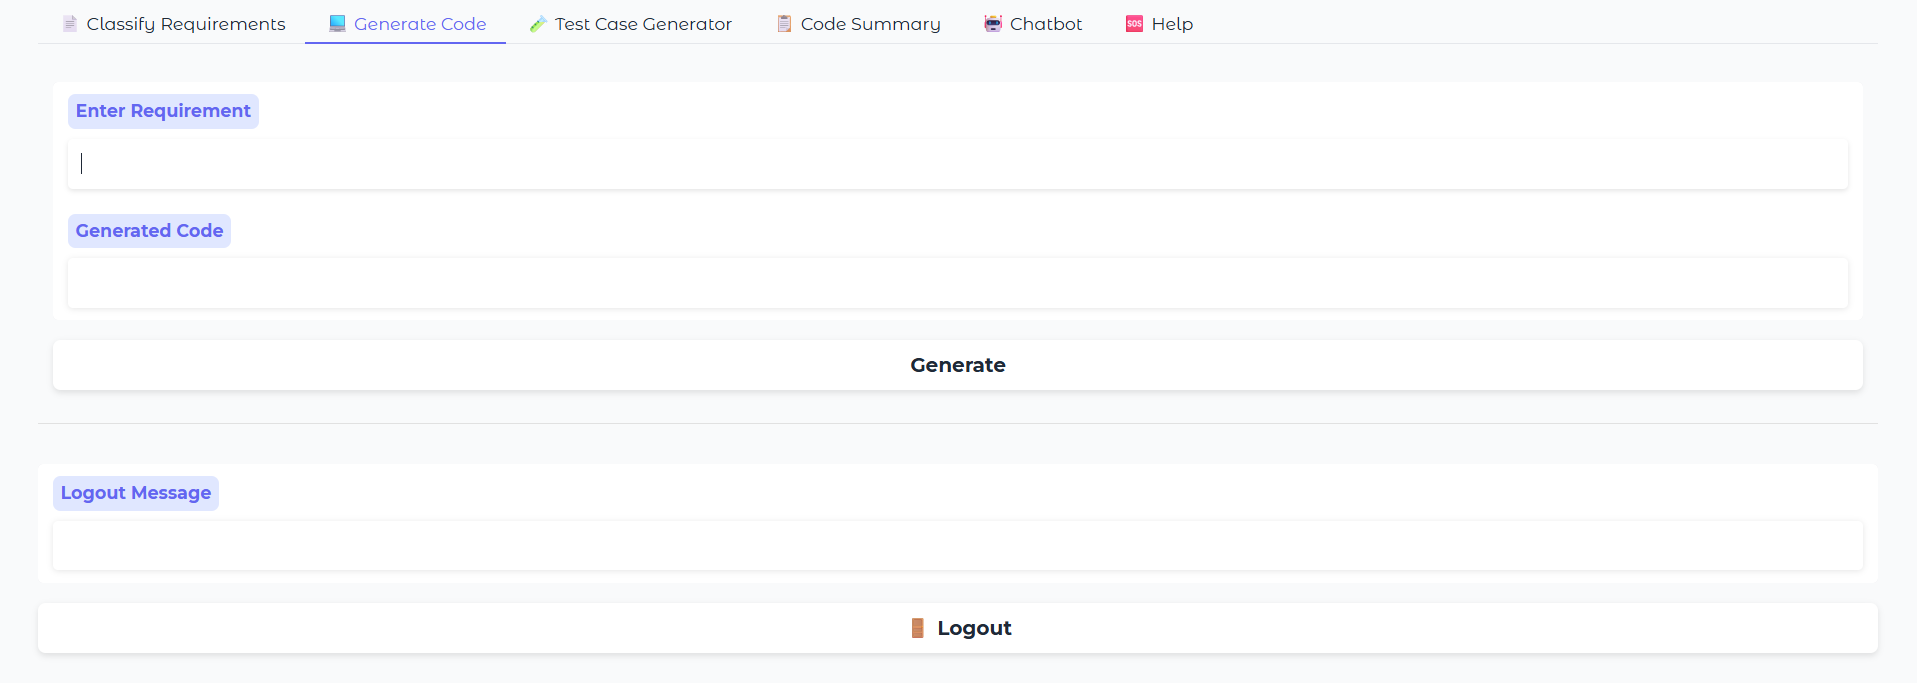 Classify Requirements Generate Code Test Case Generator Code Summary Chatbot SOS Help
Enter Requirement
Generated Code
Generate
Logout Message
Logout